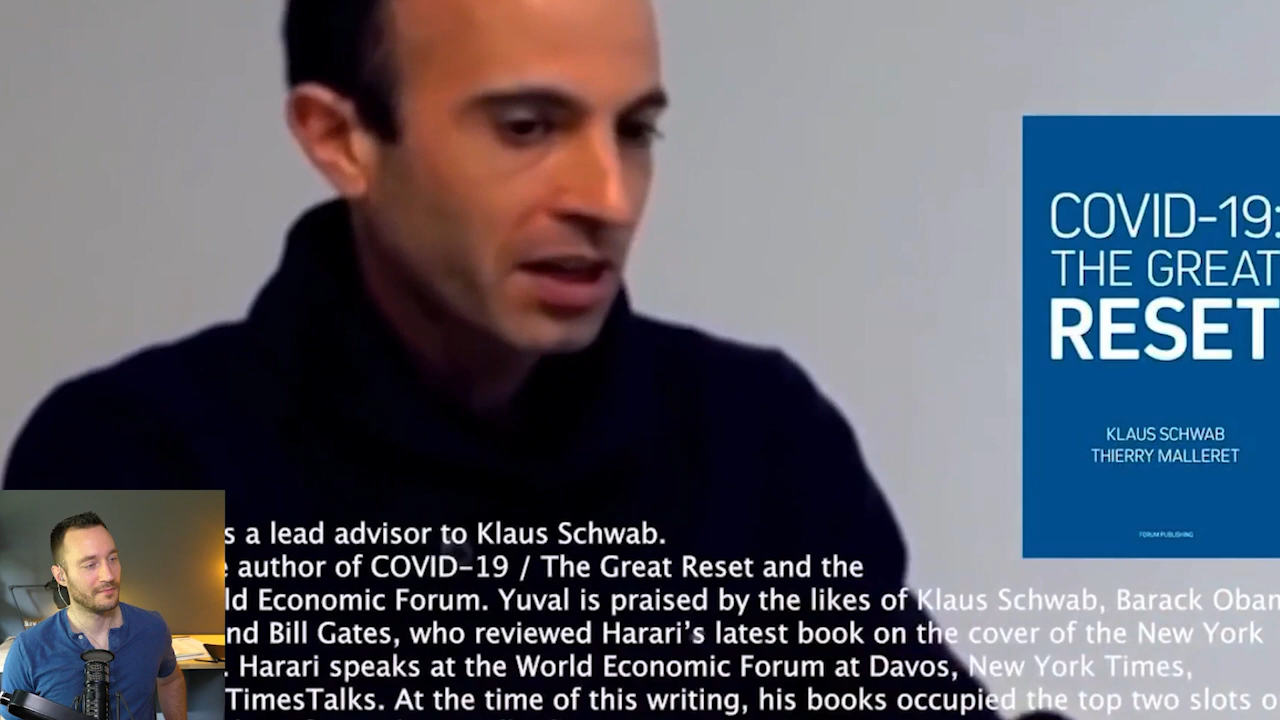 COVID-19:
THE GREAT
RESET
KLAUS SCHWAB
THIERRY MALLERET
FORUM PUBLISHING
s a lead advisor to Klaus Schwab.
author of COVID-19 / The Great Reset and the
ld Economic Forum. Yuval is praised by the likes of Klaus Schwab, Barack Oban
nd Bill Gates, who reviewed Harari's latest book on the cover of the New York
. Harari speaks at the World Economic Forum at Davos, New York Times,
TimesTalks. At the time of this writing, his books occupied the top two slots o